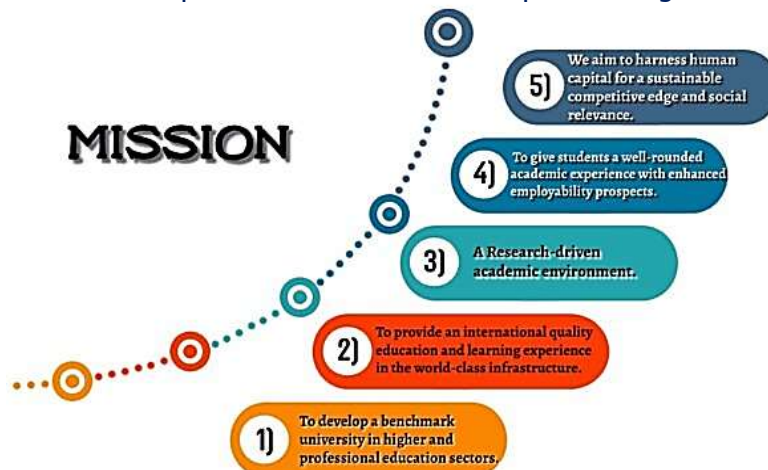 MISSION
5)
We aim to harness human
capital for a sustainable
competitive edge and social
relevance.
4)
To give students a well-rounded
academic experience with enhanced
employability prospects.
3)
A Research-driven
academic environment.
2)
To provide an international quality
education and learning experience
in the world-class infrastructure.
1)
To develop a benchmark
university in higher and
professional education sectors.